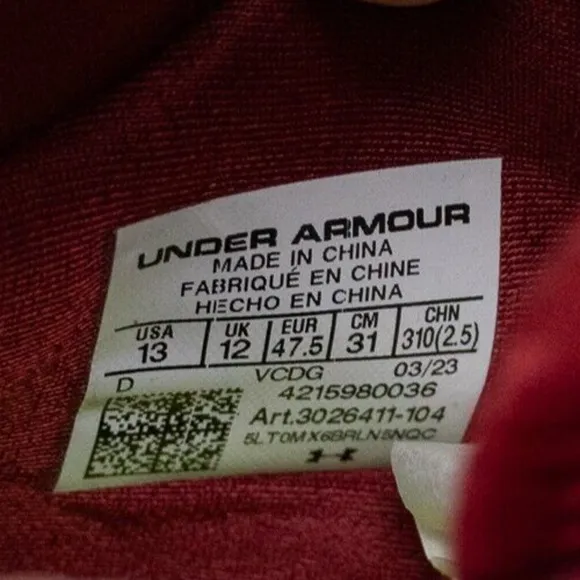 UNDER ARMOUR
MADE IN CHINA
FABRIQUÉ EN CHINE
HECHO EN CHINA
USA UK EUR CM CHN
13 12 47.5 31 310(2.5)
D VCDG 03/23
4215980036
Art.3026411-104